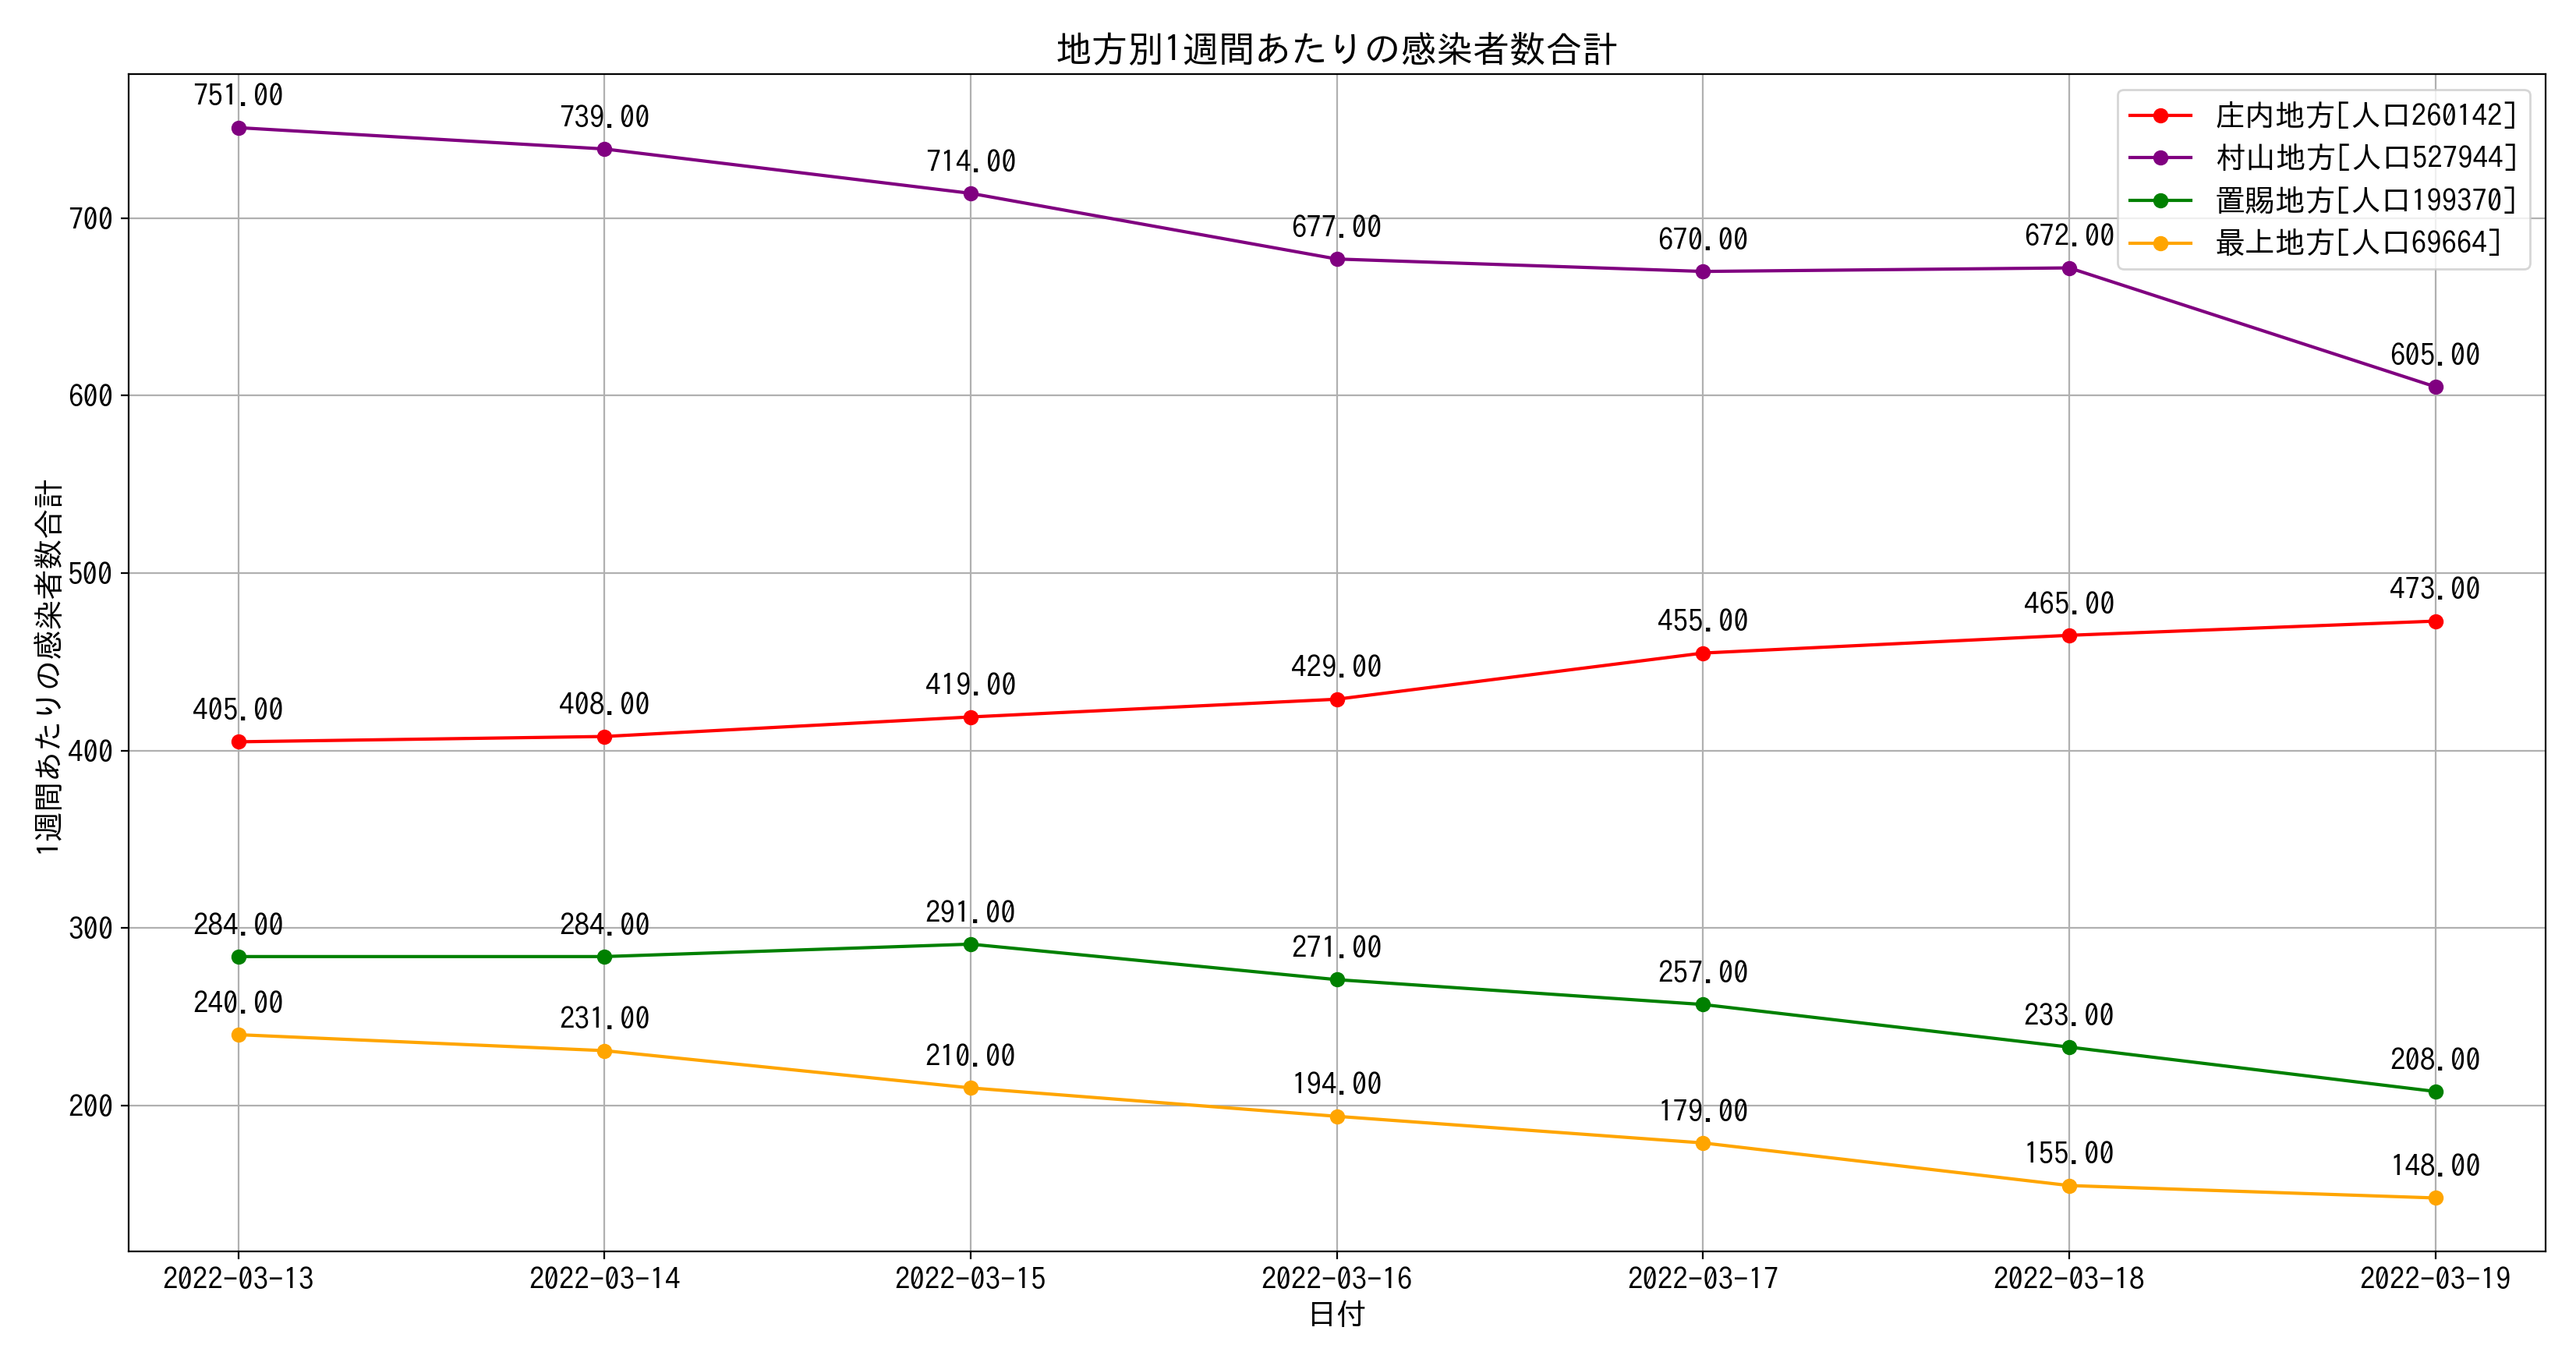 地方別1週間あたりの感染者数合計
庄内地方[人口260142]
村山地方[人口527944]
置賜地方[人口199370]
最上地方[人口69664]
1週間あたりの感染者数合計
700
600
500
400
300
200
751.00 739.00 714.00 677.00 670.00 672.00 605.00
405.00 408.00 419.00 429.00 455.00 465.00 473.00
284.00 284.00 291.00 271.00 257.00 233.00 208.00
240.00 231.00 210.00 194.00 179.00 155.00 148.00
2022-03-13 2022-03-14 2022-03-15 2022-03-16 2022-03-17 2022-03-18 2022-03-19
日付